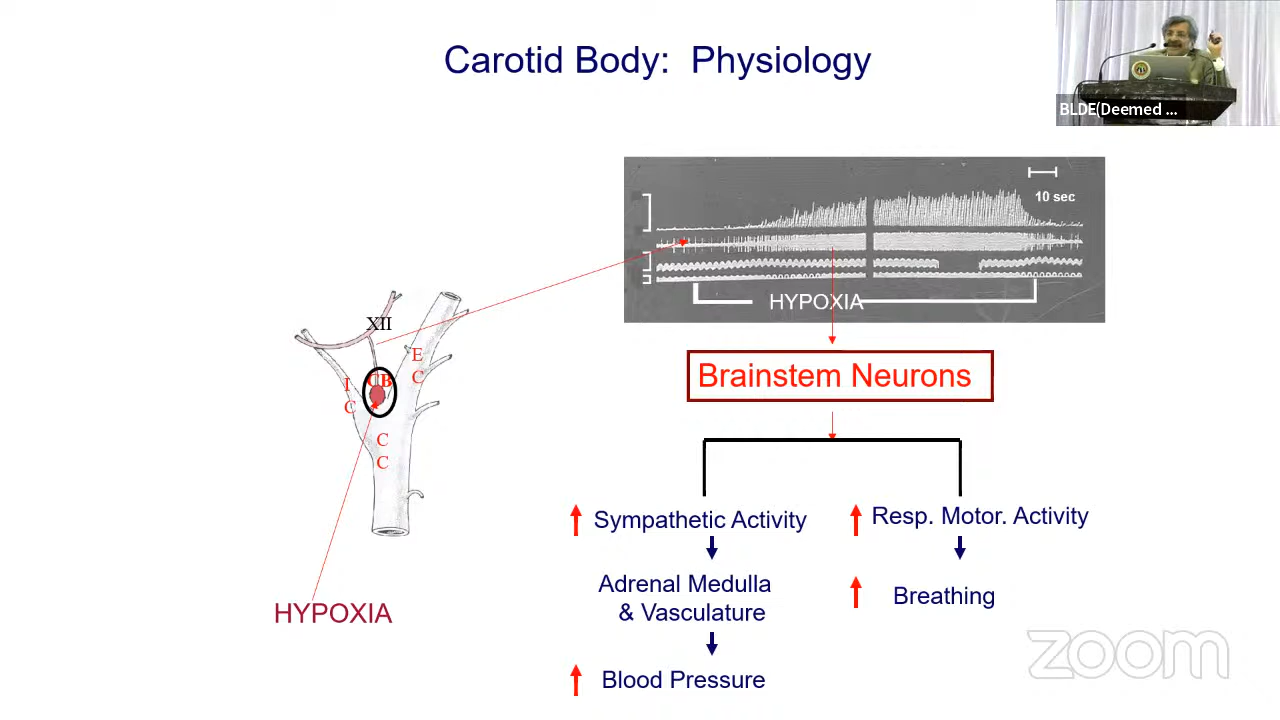 Carotid Body: Physiology
BLDE(Deemed ...
10 sec
HYPOXIA
XII
E
C
CB
I
C
C
C
HYPOXIA
Brainstem Neurons
Sympathetic Activity
Resp. Motor. Activity
Adrenal Medulla
& Vasculature
Breathing
Blood Pressure
zoom